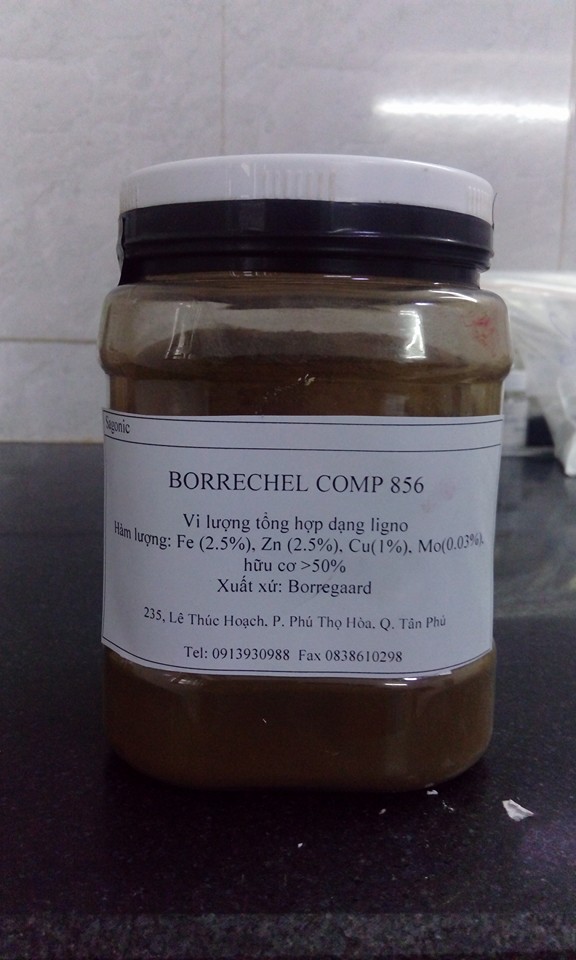 Sagonic
BORRECHEL COMP 856
Vi lượng tổng hợp dạng ligno
Hàm lượng: Fe (2.5%), Zn (2.5%), Cu(1%), Mo(0.03%),
hữu cơ >50%
Xuất xứ: Borregaard
235, Lê Thúc Hoạch, P. Phú Thọ Hòa, Q. Tân Phú
Tel: 0913930988 Fax 0838610298